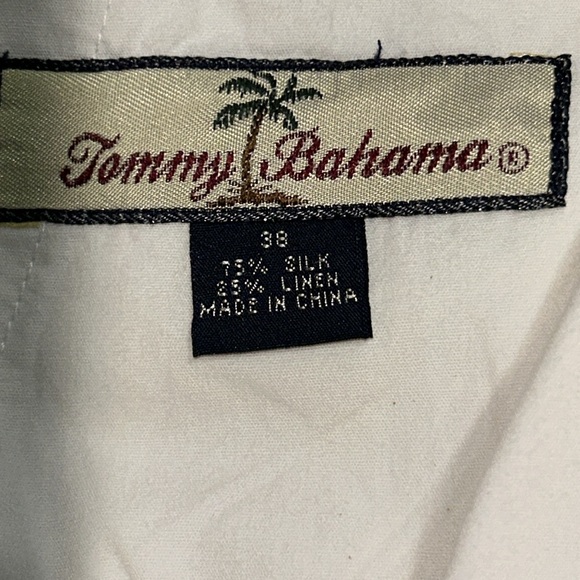 Tommy Bahama ®
38
75% SILK
25% LINEN
MADE IN CHINA